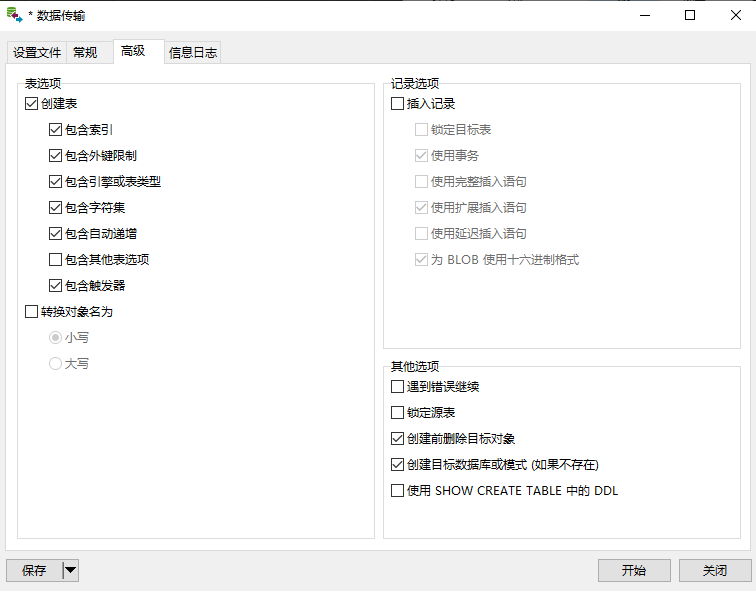 * 数据传输
设置文件 常规 高级 信息日志
表选项
创建表
包含索引
包含外键限制
包含引擎或表类型
包含字符集
包含自动递增
包含其他表选项
包含触发器
转换对象名为
小写
大写
记录选项
插入记录
锁定目标表
使用事务
使用完整插入语句
使用扩展插入语句
使用延迟插入语句
为 BLOB 使用十六进制格式
其他选项
遇到错误继续
锁定源表
创建前删除目标对象
创建目标数据库或模式 (如果不存在)
使用 SHOW CREATE TABLE 中的 DDL
保存 开始 关闭